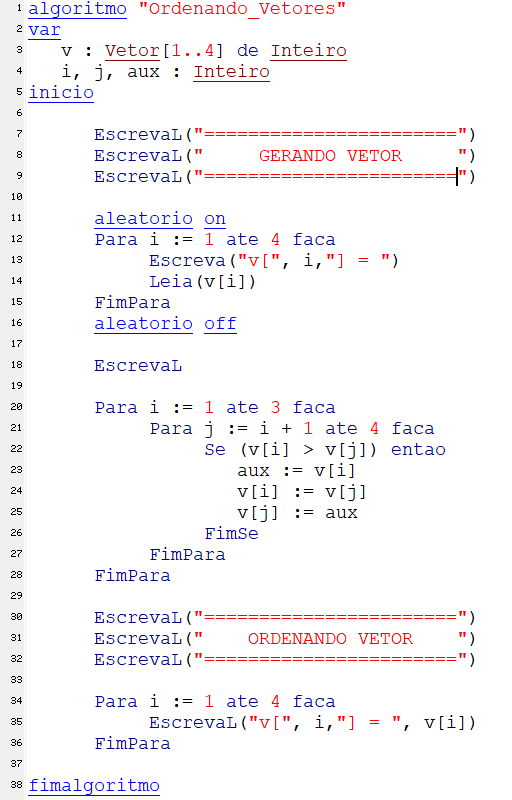 1 algoritmo "Ordenando_Vetores"
2 var
3    v : Vetor[1..4] de Inteiro
4    i, j, aux : Inteiro
5 inicio
6
7       EscrevaL("=======================")
8       EscrevaL("     GERANDO VETOR     ")
9       EscrevaL("=======================")
10
11       aleatorio on
12       Para i := 1 ate 4 faca
13            Escreva("v[", i,"] = ")
14            Leia(v[i])
15       FimPara
16       aleatorio off
17
18       EscrevaL
19
20       Para i := 1 ate 3 faca
21            Para j := i + 1 ate 4 faca
22                 Se (v[i] > v[j]) entao
23                    aux := v[i]
24                    v[i] := v[j]
25                    v[j] := aux
26                 FimSe
27            FimPara
28       FimPara
29
30       EscrevaL("=======================")
31       EscrevaL("    ORDENANDO VETOR    ")
32       EscrevaL("=======================")
33
34       Para i := 1 ate 4 faca
35            EscrevaL("v[", i,"] = ", v[i])
36       FimPara
37
38 fimalgoritmo